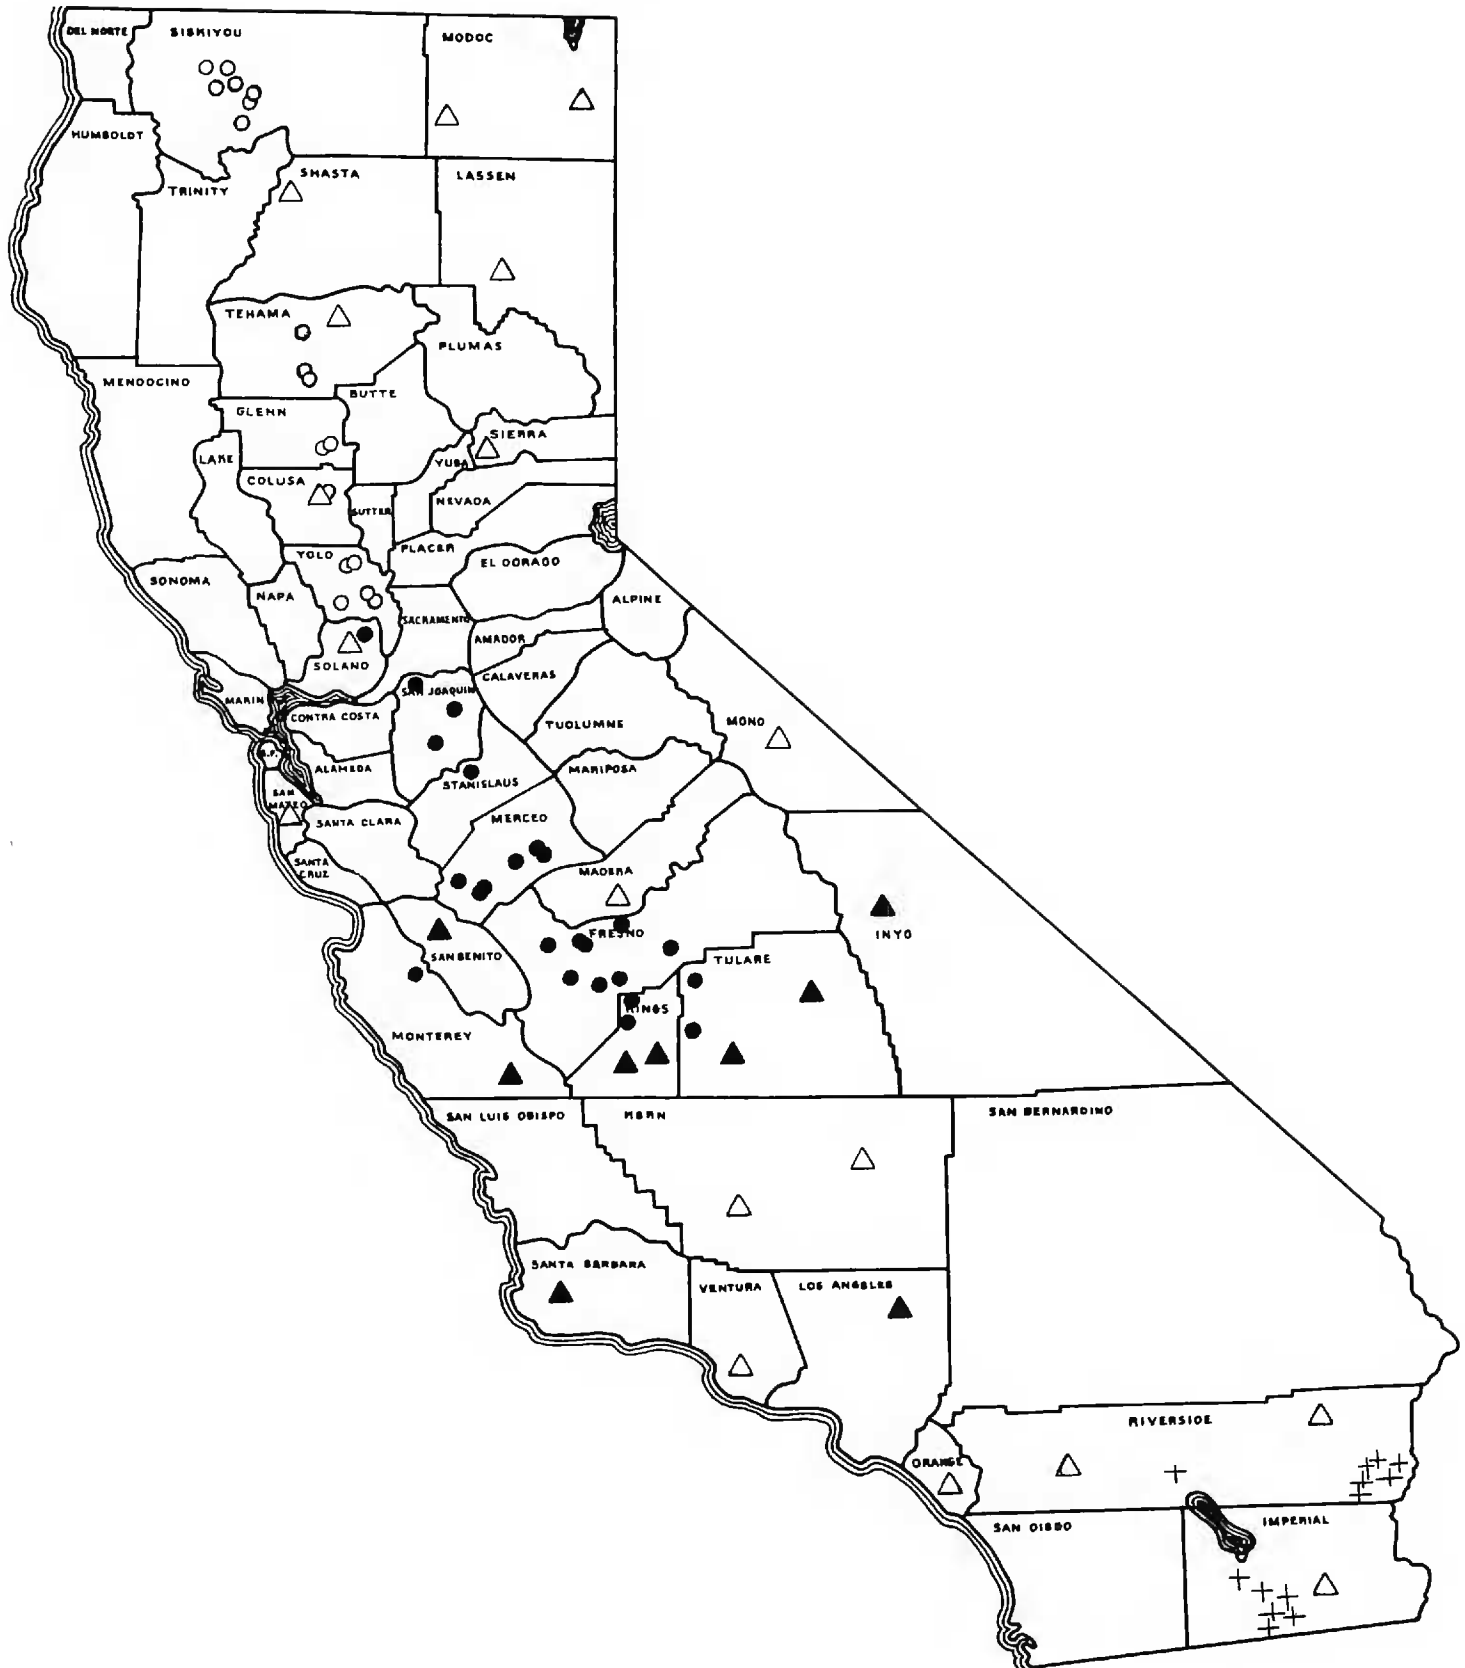 DEL NORTE
SISKIYOU
MODOC
HUMBOLDT
TRINITY
SHASTA
LASSEN
TEHAMA
PLUMAS
MENDOCINO
BUTTE
GLENN
SIERRA
LAKE
YUBA
COLUSA
NEVADA
SUTTER
PLACER
YOLO
EL DORADO
SONOMA
NAPA
ALPINE
SACRAMENTO
AMADOR
SOLANO
CALAVERAS
SAN JOAQUIN
MARIN
CONTRA COSTA
TUOLUMNE
MONO
S.F.
ALAMEDA
MARIPOSA
STANISLAUS
SAN
MATEO
SANTA CLARA
MERCED
SANTA
CRUZ
MADERA
FRESNO
INYO
SAN BENITO
TULARE
KINGS
MONTEREY
SAN LUIS OBISPO
KERN
SAN BERNARDINO
SANTA BARBARA
VENTURA
LOS ANGELES
RIVERSIDE
ORANGE
SAN DIEGO
IMPERIAL